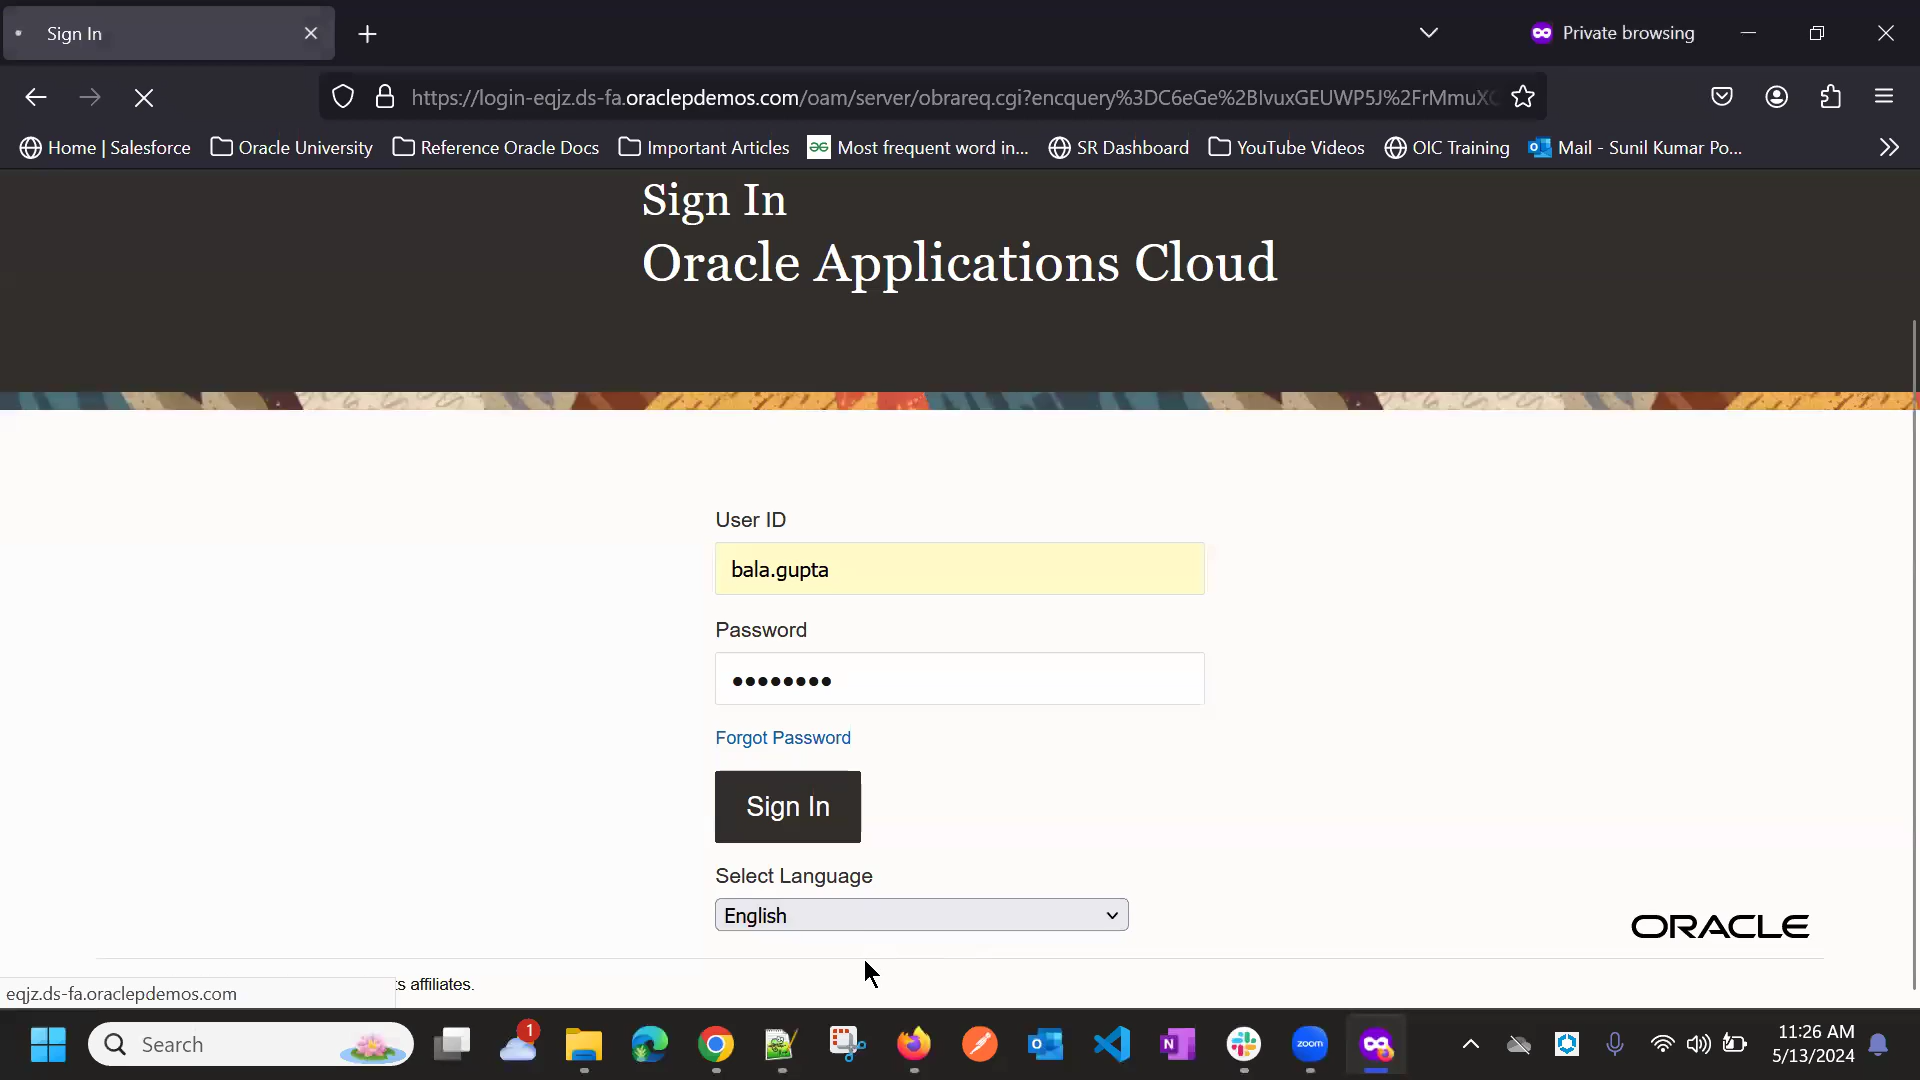 Sign In
Private browsing
https://login-eqjz.ds-fa.oraclepdemos.com/oam/server/obrareq.cgi?encquery%3DC6eGe%2BIvuxGEUWP5J%2FrMmuX
Home | Salesforce
Oracle University
Reference Oracle Docs
Important Articles
Most frequent word in...
SR Dashboard
YouTube Videos
OIC Training
Mail - Sunil Kumar Po...
Sign In
Oracle Applications Cloud
User ID
bala.gupta
Password
Forgot Password
Sign In
Select Language
English
ORACLE
affiliates.
eqjz.ds-fa.oraclepdemos.com
Search
1
zoom
11:26 AM
5/13/2024